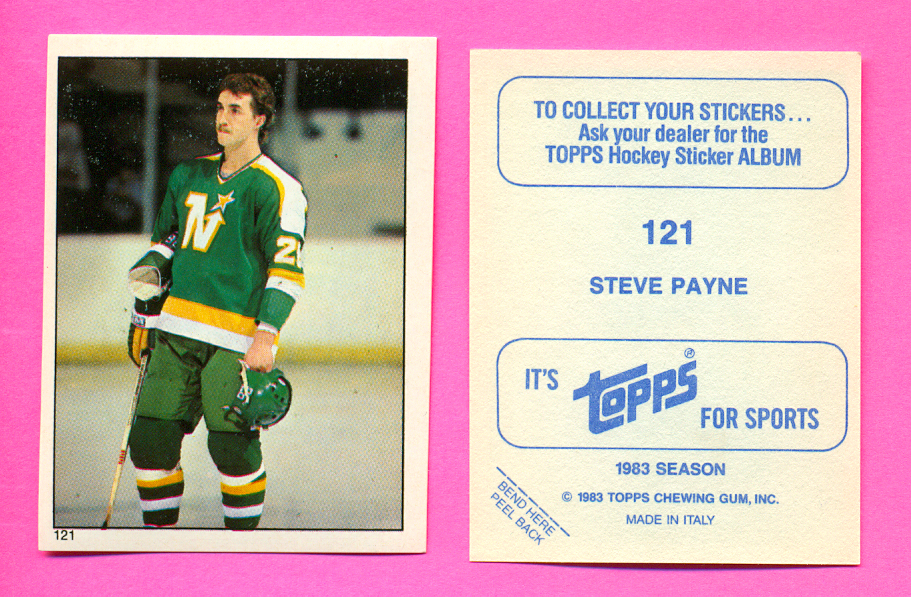 N
2
121
TO COLLECT YOUR STICKERS...
Ask your dealer for the
TOPPS Hockey Sticker ALBUM
121
STEVE PAYNE
IT'S topps® FOR SPORTS
1983 SEASON
© 1983 TOPPS CHEWING GUM, INC.
MADE IN ITALY
BEND HERE
PEEL BACK